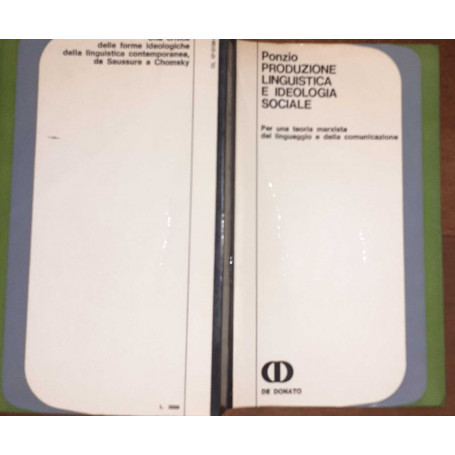 delle forme ideologiche
della linguistica contemporanea,
da Saussure a Chomsky
L. 3000
Ponzio
PRODUZIONE
LINGUISTICA
E IDEOLOGIA
SOCIALE
Per una teoria marxista
del linguaggio e della comunicazione
DE DONATO